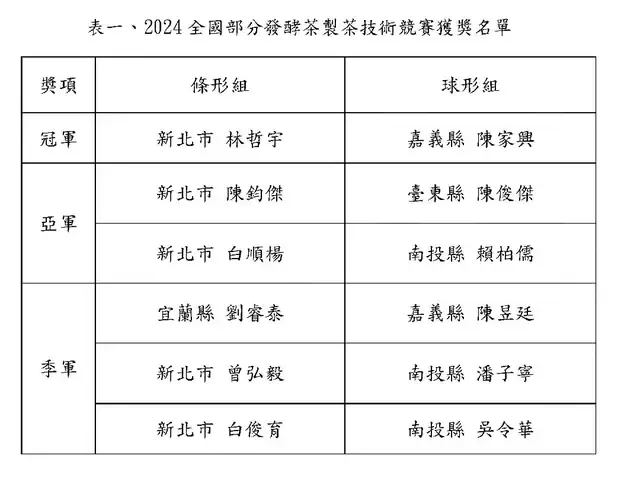 表一、2024 全國部分發酵茶製茶技術競賽獲獎名單
獎項 條形組 球形組
冠軍 新北市 林哲宇 嘉義縣 陳家興
亞軍 新北市 陳鈞傑 臺東縣 陳俊傑
新北市 白順楊 南投縣 賴柏儒
季軍 宜蘭縣 劉睿泰 嘉義縣 陳昱廷
新北市 曾弘毅 南投縣 潘子寧
新北市 白俊育 南投縣 吳令華